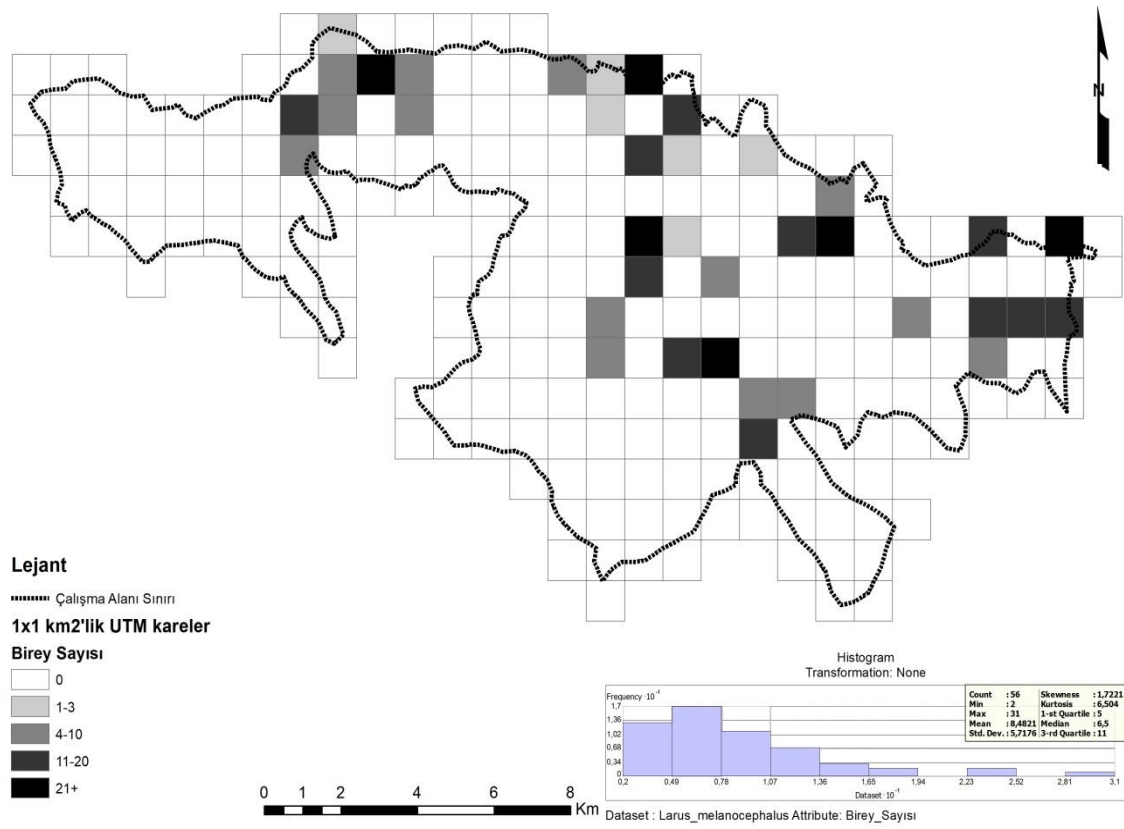 N
Lejant
Çalışma Alanı Sınırı
1x1 km2'lik UTM kareler
Birey Sayısı
0
1-3
4-10
11-20
21+
0 2 4 6 8
Km
Histogram
Transformation: None
Frequency · 10⁻¹
1,7
1,36
1,02
0,68
0,34
0
0,2 0,49 0,78 1,07 1,36 1,65 1,94 2,23 2,52 2,81 3,1
Dataset · 10⁻¹
Count : 56 Skewness : 1,7221
Min : 2 Kurtosis : 6,504
Max : 31 1-st Quartile : 5
Mean : 8,4821 Median : 6,5
Std. Dev. : 5,7176 3-rd Quartile : 11
Dataset : Larus_melanocephalus Attribute: Birey_Sayısı